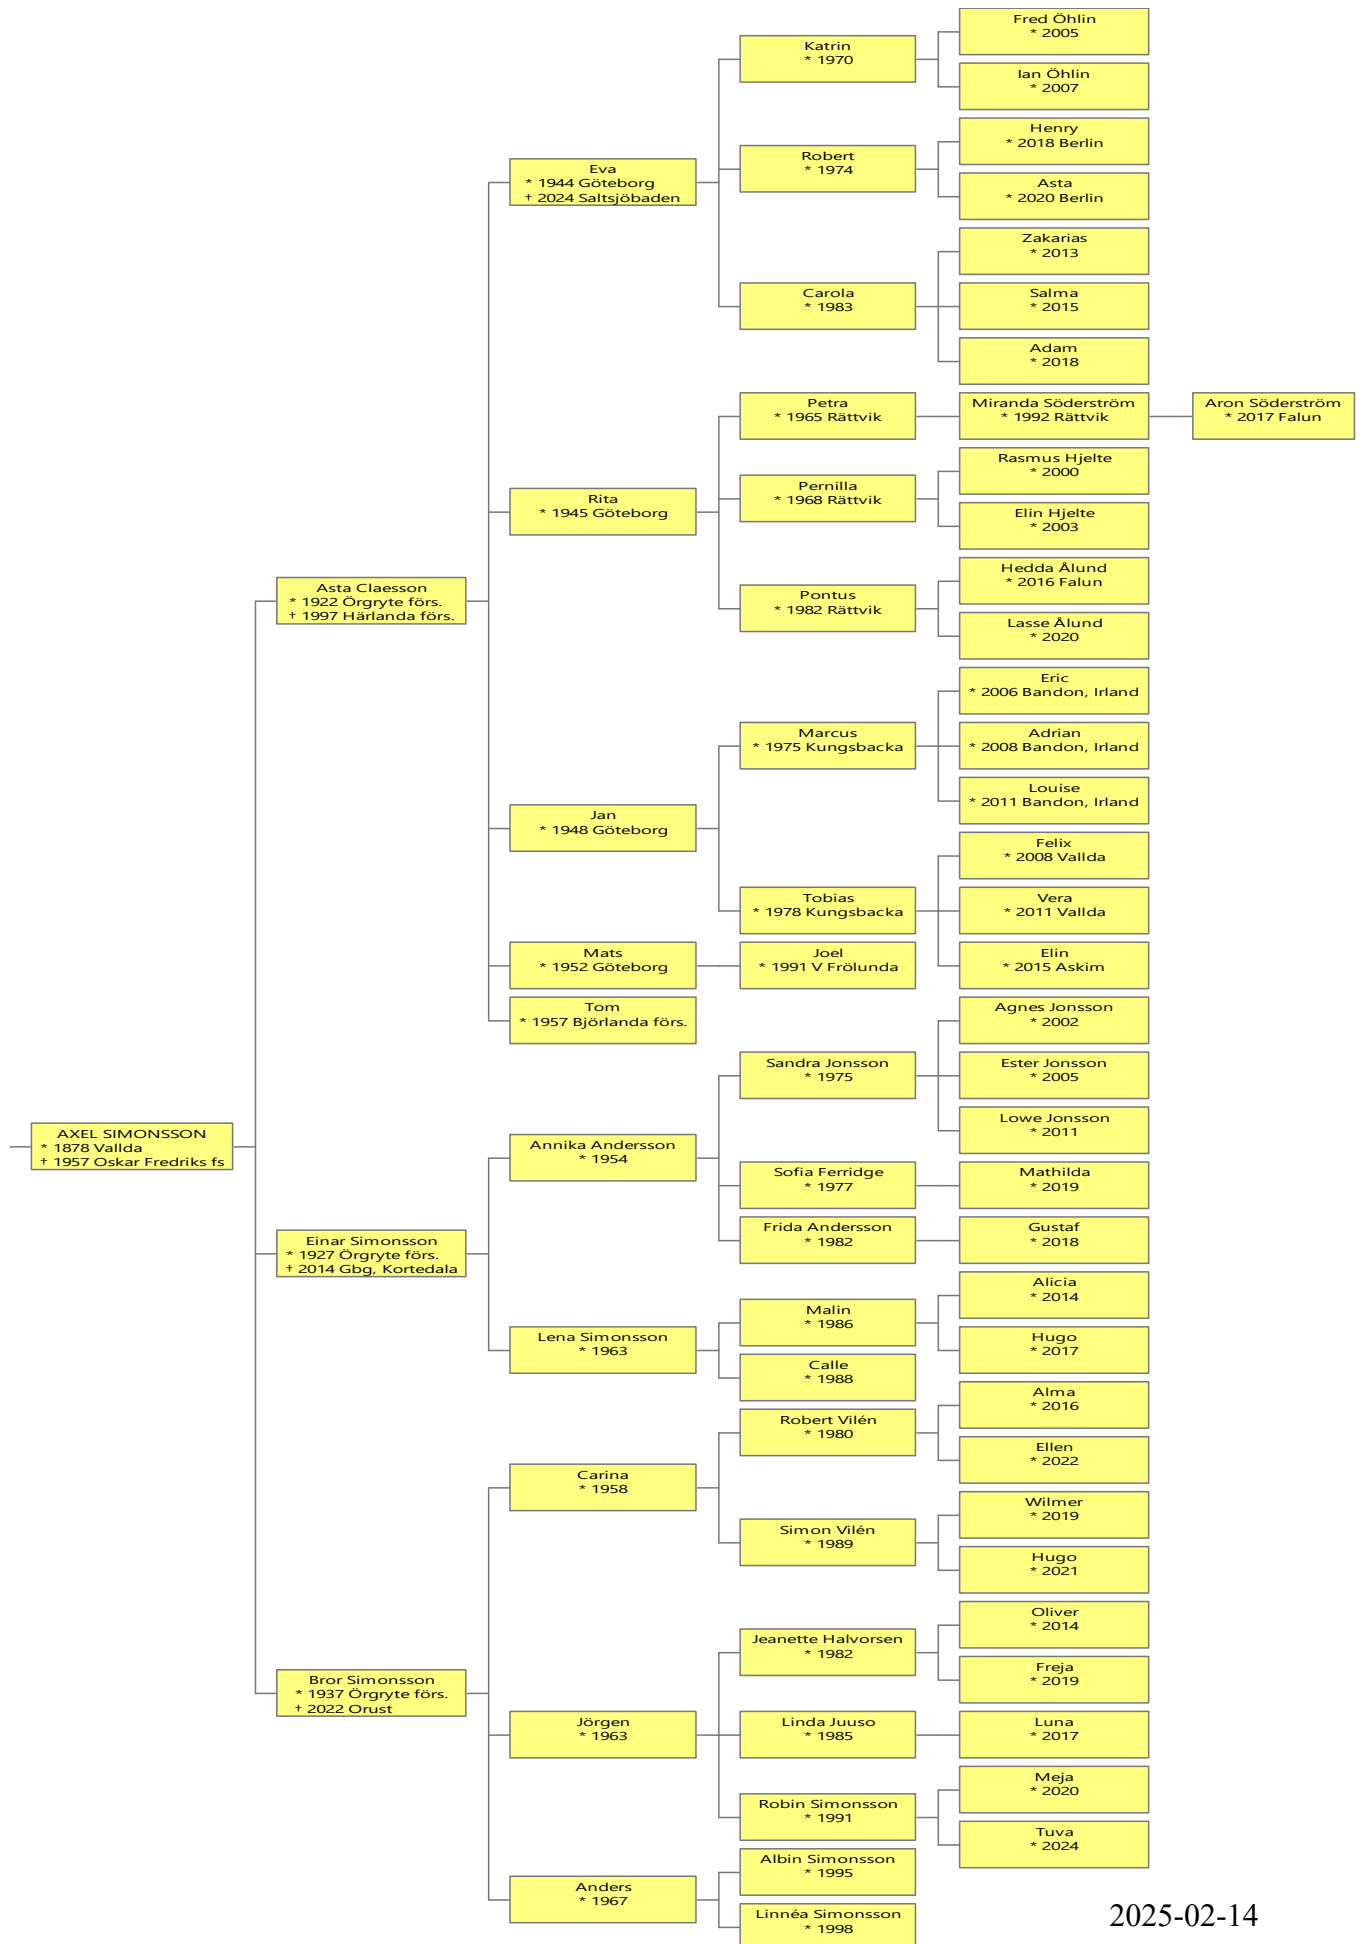 Fred Öhlin
* 2005
Katrin
* 1970
Ian Öhlin
* 2007
Henry
* 2018 Berlin
Robert
* 1974
Eva
* 1944 Göteborg
† 2024 Saltsjöbaden
Asta
* 2020 Berlin
Zakarias
* 2013
Carola
* 1983
Salma
* 2015
Adam
* 2018
Petra
* 1965 Rättvik
Miranda Söderström
* 1992 Rättvik
Aron Söderström
* 2017 Falun
Rasmus Hjelte
* 2000
Pernilla
* 1968 Rättvik
Rita
* 1945 Göteborg
Elin Hjelte
* 2003
Hedda Ålund
* 2016 Falun
Asta Claesson
* 1922 Örgryte förs.
† 1997 Härlanda förs.
Pontus
* 1982 Rättvik
Lasse Ålund
* 2020
Eric
* 2006 Bandon, Irland
Marcus
* 1975 Kungsbacka
Adrian
* 2008 Bandon, Irland
Louise
* 2011 Bandon, Irland
Jan
* 1948 Göteborg
Felix
* 2008 Vallda
Tobias
* 1978 Kungsbacka
Vera
* 2011 Vallda
Mats
* 1952 Göteborg
Joel
* 1991 V Frölunda
Elin
* 2015 Askim
Tom
* 1957 Björlanda förs.
Agnes Jonsson
* 2002
Sandra Jonsson
* 1975
Ester Jonsson
* 2005
Lowe Jonsson
* 2011
AXEL SIMONSSON
* 1878 Vallda
† 1957 Oskar Fredriks fs
Annika Andersson
* 1954
Sofia Ferridge
* 1977
Mathilda
* 2019
Frida Andersson
* 1982
Gustaf
* 2018
Einar Simonsson
* 1927 Örgryte förs.
† 2014 Gbg, Kortedala
Alicia
* 2014
Malin
* 1986
Lena Simonsson
* 1963
Hugo
* 2017
Calle
* 1988
Alma
* 2016
Robert Vilén
* 1980
Ellen
* 2022
Carina
* 1958
Wilmer
* 2019
Simon Vilén
* 1989
Hugo
* 2021
Oliver
* 2014
Jeanette Halvorsen
* 1982
Freja
* 2019
Bror Simonsson
* 1937 Örgryte förs.
† 2022 Orust
Jörgen
* 1963
Linda Juuso
* 1985
Luna
* 2017
Meja
* 2020
Robin Simonsson
* 1991
Tuva
* 2024
Albin Simonsson
* 1995
Anders
* 1967
Linnéa Simonsson
* 1998
2025-02-14